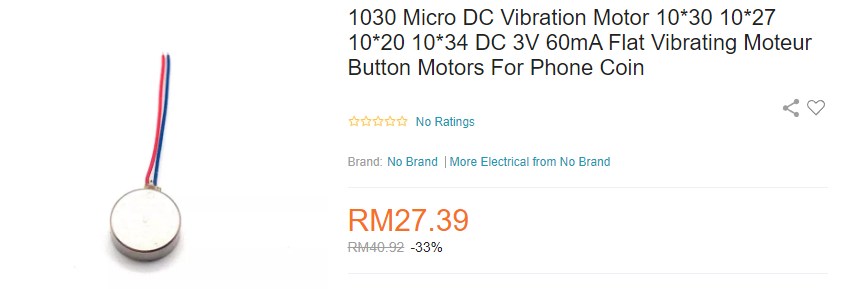 1030 Micro DC Vibration Motor 10*30 10*27
10*20 10*34 DC 3V 60mA Flat Vibrating Moteur
Button Motors For Phone Coin
No Ratings
Brand: No Brand | More Electrical from No Brand
RM27.39
RM40.92 -33%